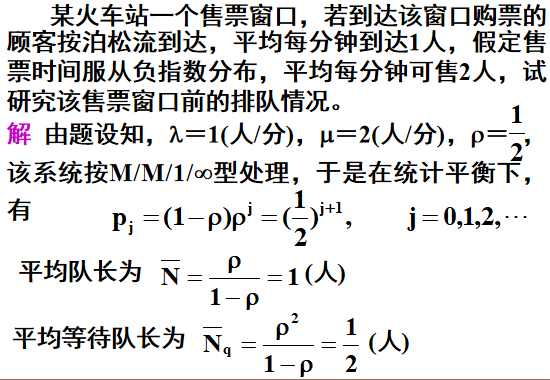 某火车站一个售票窗口，若到达该窗口购票的
顾客按泊松流到达，平均每分钟到达1人，假定售
票时间服从负指数分布，平均每分钟可售2人，试
研究该售票窗口前的排队情况。
解 由题设知，λ＝1(人/分)，μ＝2(人/分)，ρ＝1/2，
该系统按M/M/1/∞型处理，于是在统计平衡下，
有 p_j＝(1－ρ)ρ^j＝(1/2)^{j+1}, j＝0,1,2,⋯
平均队长为 N̄＝ρ/(1－ρ)＝1(人)
平均等待队长为 N̄_q＝ρ²/(1－ρ)＝1/2 (人)